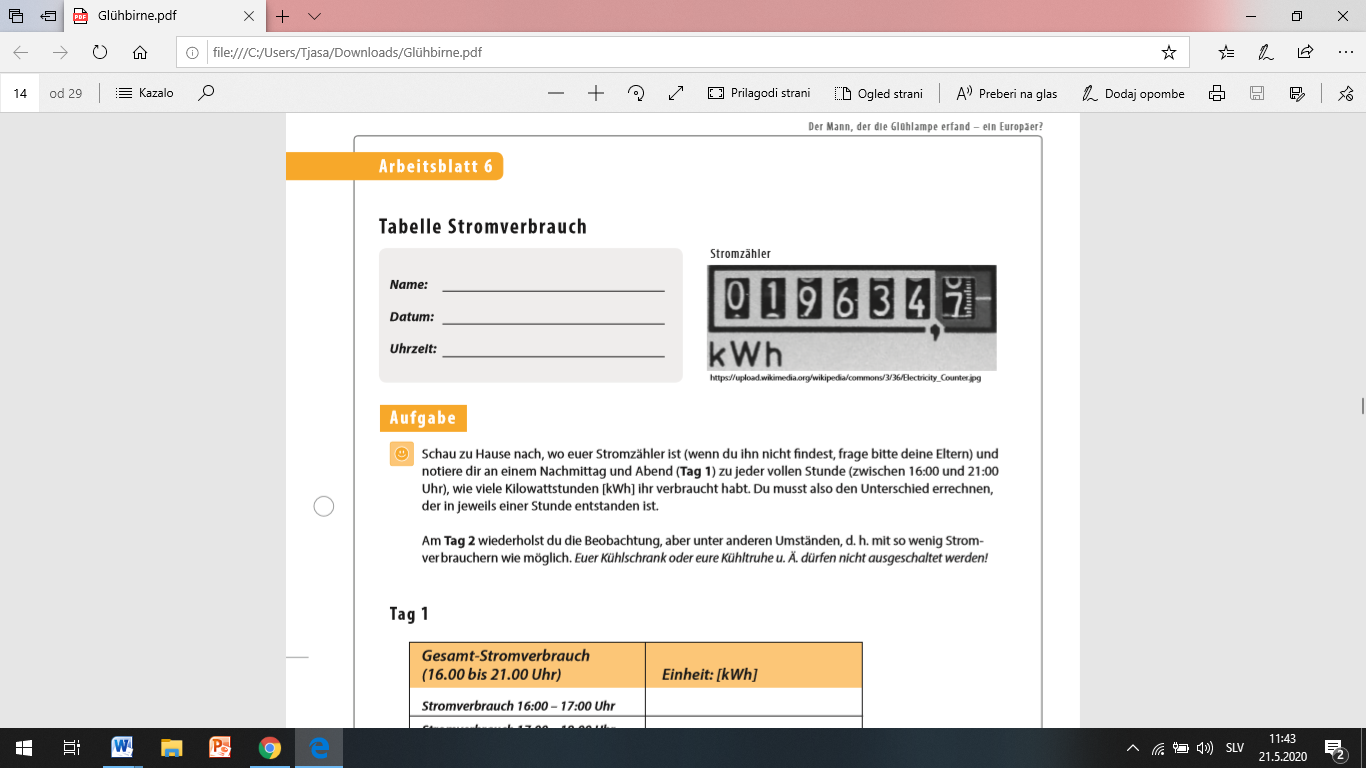 Glühbirne.pdf
file:///C:/Users/Tjasa/Downloads/Glühbirne.pdf
14 od 29 Kazalo Prilagodi strani Ogled strani Preberi na glas Dodaj opombe
Der Mann, der die Glühlampe erfand – ein Europäer?
Arbeitsblatt 6
Tabelle Stromverbrauch
Name:
Datum:
Uhrzeit:
Stromzähler
0 1 9 6 3 4 , 7
kWh
https://upload.wikimedia.org/wikipedia/commons/3/36/Electricity_Counter.jpg
Aufgabe
Schau zu Hause nach, wo euer Stromzähler ist (wenn du ihn nicht findest, frage bitte deine Eltern) und
notiere dir an einem Nachmittag und Abend (Tag 1) zu jeder vollen Stunde (zwischen 16:00 und 21:00
Uhr), wie viele Kilowattstunden [kWh] ihr verbraucht habt. Du musst also den Unterschied errechnen,
der in jeweils einer Stunde entstanden ist.
Am Tag 2 wiederholst du die Beobachtung, aber unter anderen Umständen, d. h. mit so wenig Strom-
verbrauchern wie möglich. Euer Kühlschrank oder eure Kühltruhe u. Ä. dürfen nicht ausgeschaltet werden!
Tag 1
Gesamt-Stromverbrauch
(16.00 bis 21.00 Uhr) Einheit: [kWh]
Stromverbrauch 16:00 – 17:00 Uhr
SLV
11:43
21.5.2020
2